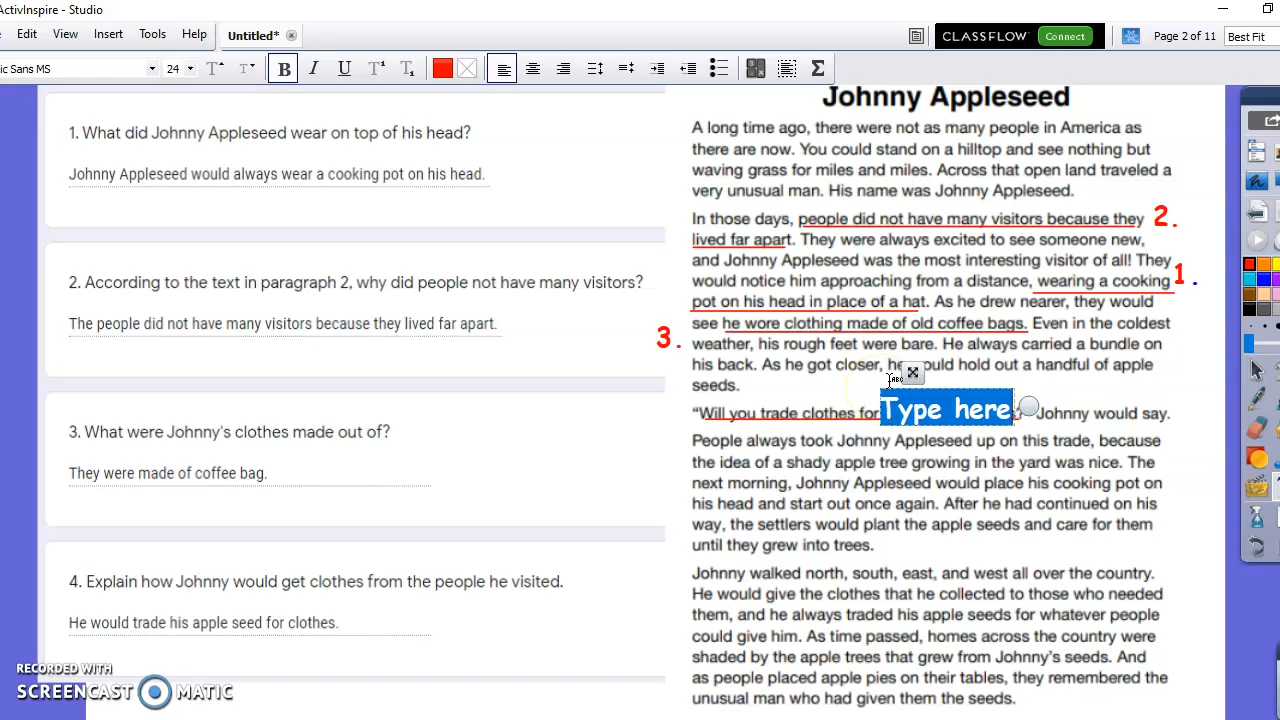 ActivInspire - Studio
Edit View Insert Tools Help Untitled*
CLASSFLOW Connect Page 2 of 11 Best Fit
ic Sans MS 24 B I U
1. What did Johnny Appleseed wear on top of his head?
Johnny Appleseed would always wear a cooking pot on his head.
2. According to the text in paragraph 2, why did people not have many visitors?
The people did not have many visitors because they lived far apart.
3. What were Johnny's clothes made out of?
They were made of coffee bag.
4. Explain how Johnny would get clothes from the people he visited.
He would trade his apple seed for clothes.
RECORDED WITH
SCREENCAST MATIC
Johnny Appleseed
A long time ago, there were not as many people in America as
there are now. You could stand on a hilltop and see nothing but
waving grass for miles and miles. Across that open land traveled a
very unusual man. His name was Johnny Appleseed.
In those days, people did not have many visitors because they 2.
lived far apart. They were always excited to see someone new,
and Johnny Appleseed was the most interesting visitor of all! They
would notice him approaching from a distance, wearing a cooking 1.
pot on his head in place of a hat. As he drew nearer, they would
see he wore clothing made of old coffee bags. Even in the coldest
3. weather, his rough feet were bare. He always carried a bundle on
his back. As he got closer, he would hold out a handful of apple
seeds.
“Will you trade clothes for Type here Johnny would say.
People always took Johnny Appleseed up on this trade, because
the idea of a shady apple tree growing in the yard was nice. The
next morning, Johnny Appleseed would place his cooking pot on
his head and start out once again. After he had continued on his
way, the settlers would plant the apple seeds and care for them
until they grew into trees.
Johnny walked north, south, east, and west all over the country.
He would give the clothes that he collected to those who needed
them, and he always traded his apple seeds for whatever people
could give him. As time passed, homes across the country were
shaded by the apple trees that grew from Johnny's seeds. And
as people placed apple pies on their tables, they remembered the
unusual man who had given them the seeds.